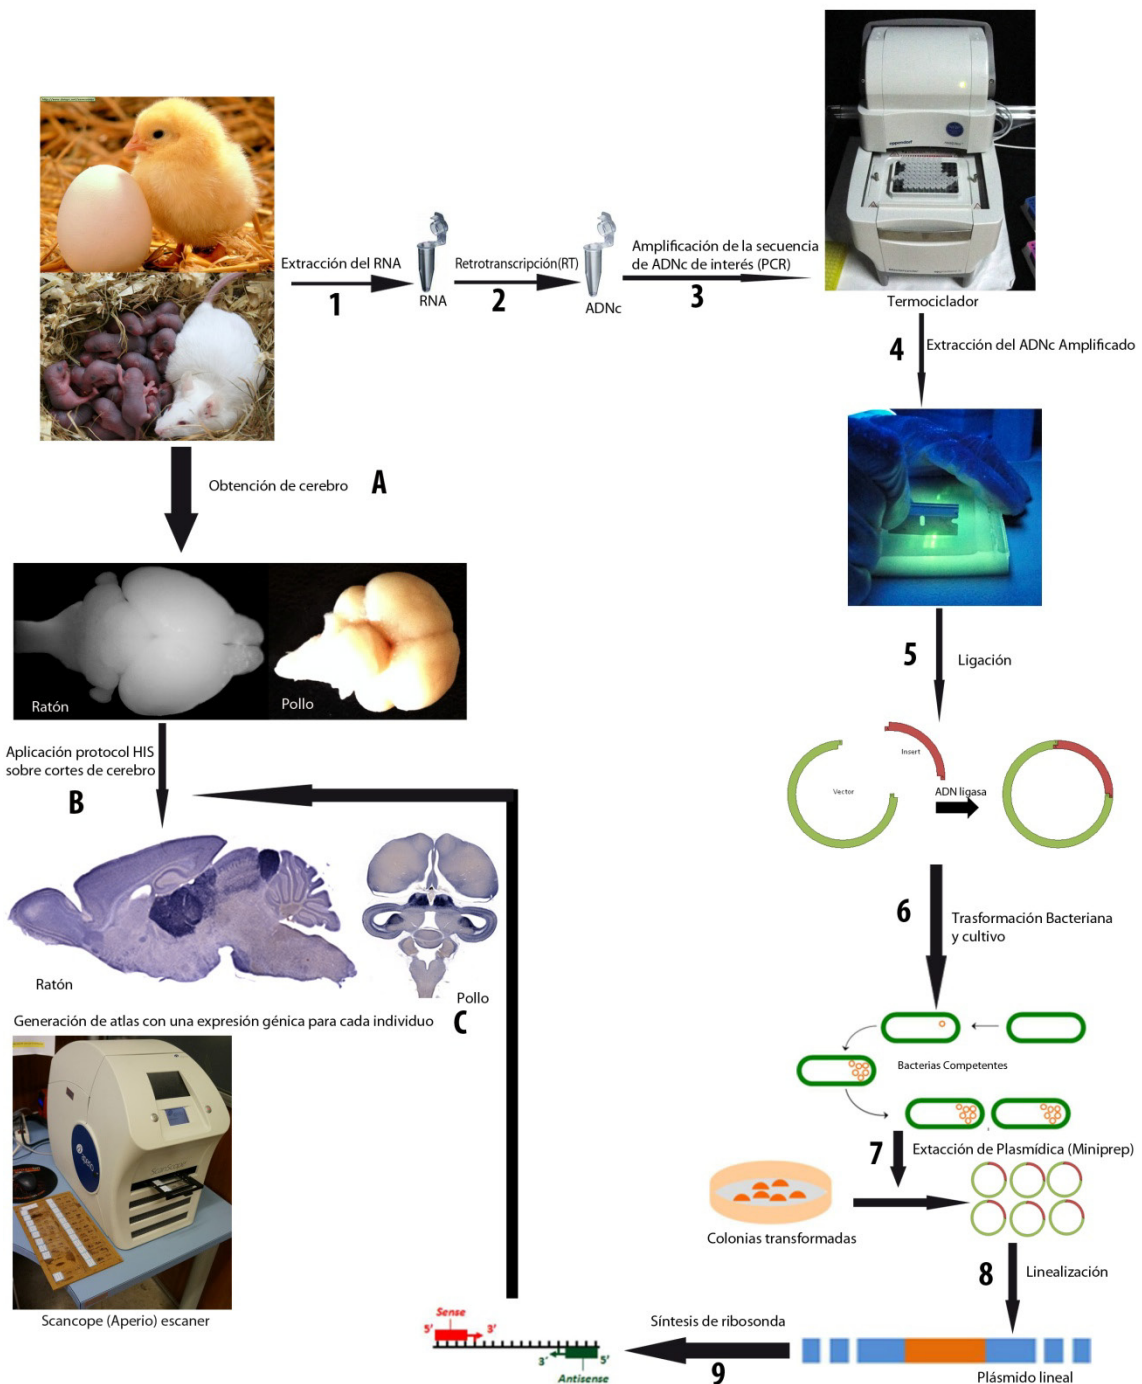 Extracción del RNA
1
RNA
Retrotranscripción(RT)
2
ADNc
Amplificación de la secuencia
de ADNc de interés (PCR)
3
Termociclador
4
Extracción del ADNc Amplificado
Obtención de cerebro
A
Ratón
Pollo
5
Ligación
Vector
Insert
ADN ligasa
Aplicación protocol HIS
sobre cortes de cerebro
B
Ratón
Pollo
6
Trasformación Bacteriana
y cultivo
Generación de atlas con una expresión génica para cada individuo
C
Bacterias Competentes
7
Extacción de Plasmídica (Miniprep)
Colonias transformadas
ScanScope
aperio
Scancope (Aperio) escaner
8
Linealización
Sense
5' 3'
3' 5'
Antisense
Síntesis de ribosonda
9
Plásmido lineal